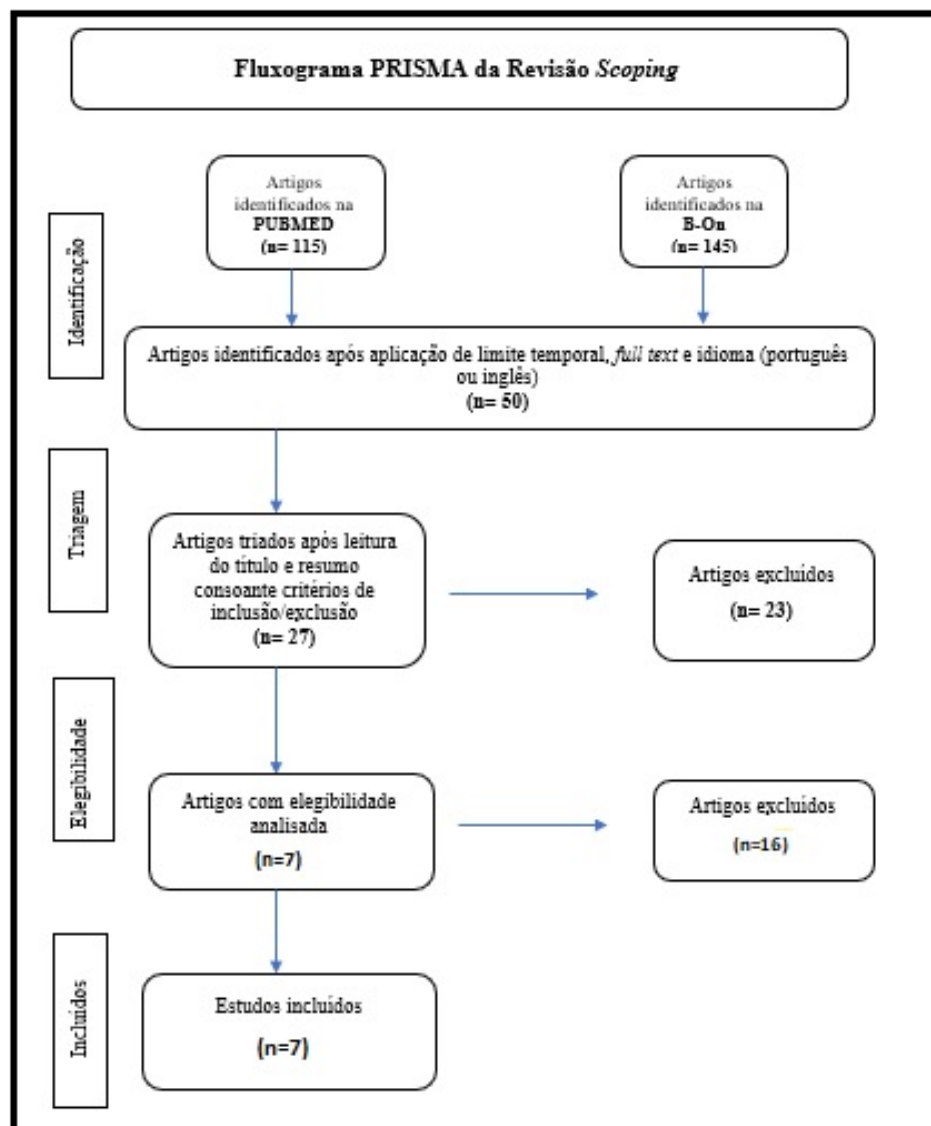 Fluxograma PRISMA da Revisão Scoping
Artigos
identificados na
PUBMED
(n= 115)
Artigos
identificados na
B-On
(n= 145)
Identificação
Artigos identificados após aplicação de limite temporal, full text e idioma (português
ou inglês)
(n= 50)
Triagem
Artigos triados após leitura
do título e resumo
consoante critérios de
inclusão/exclusão
(n= 27)
Artigos excluídos
(n= 23)
Elegibilidade
Artigos com elegibilidade
analisada
(n=7)
Artigos excluídos
(n=16)
Incluídos
Estudos incluídos
(n=7)